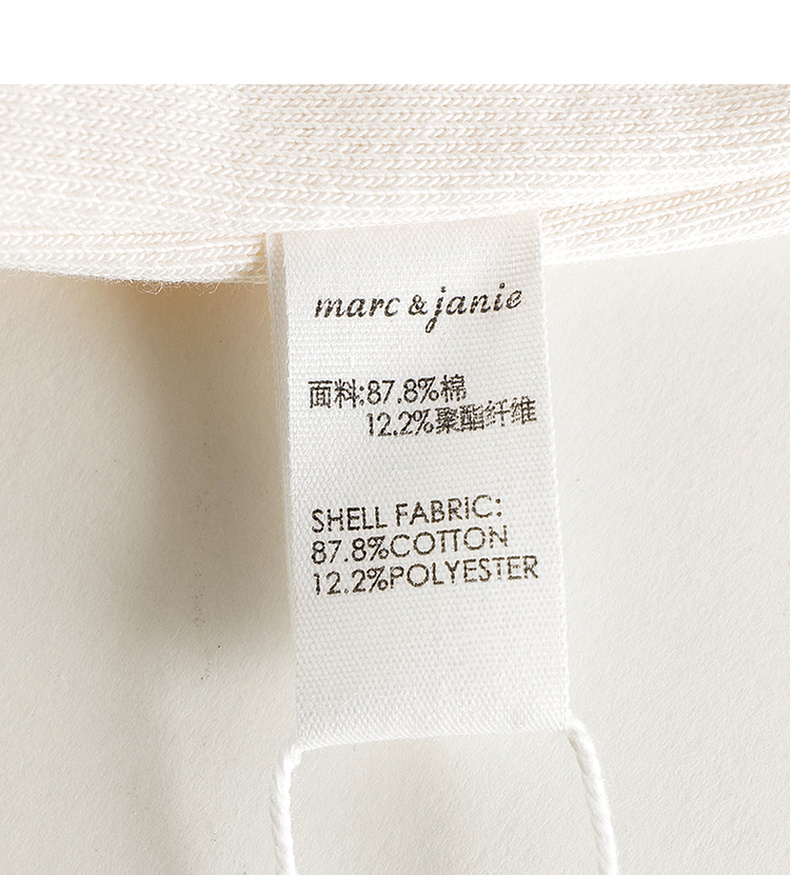 marc & janie
面料:87.8%棉
12.2%聚酯纤维
SHELL FABRIC:
87.8%COTTON
12.2%POLYESTER